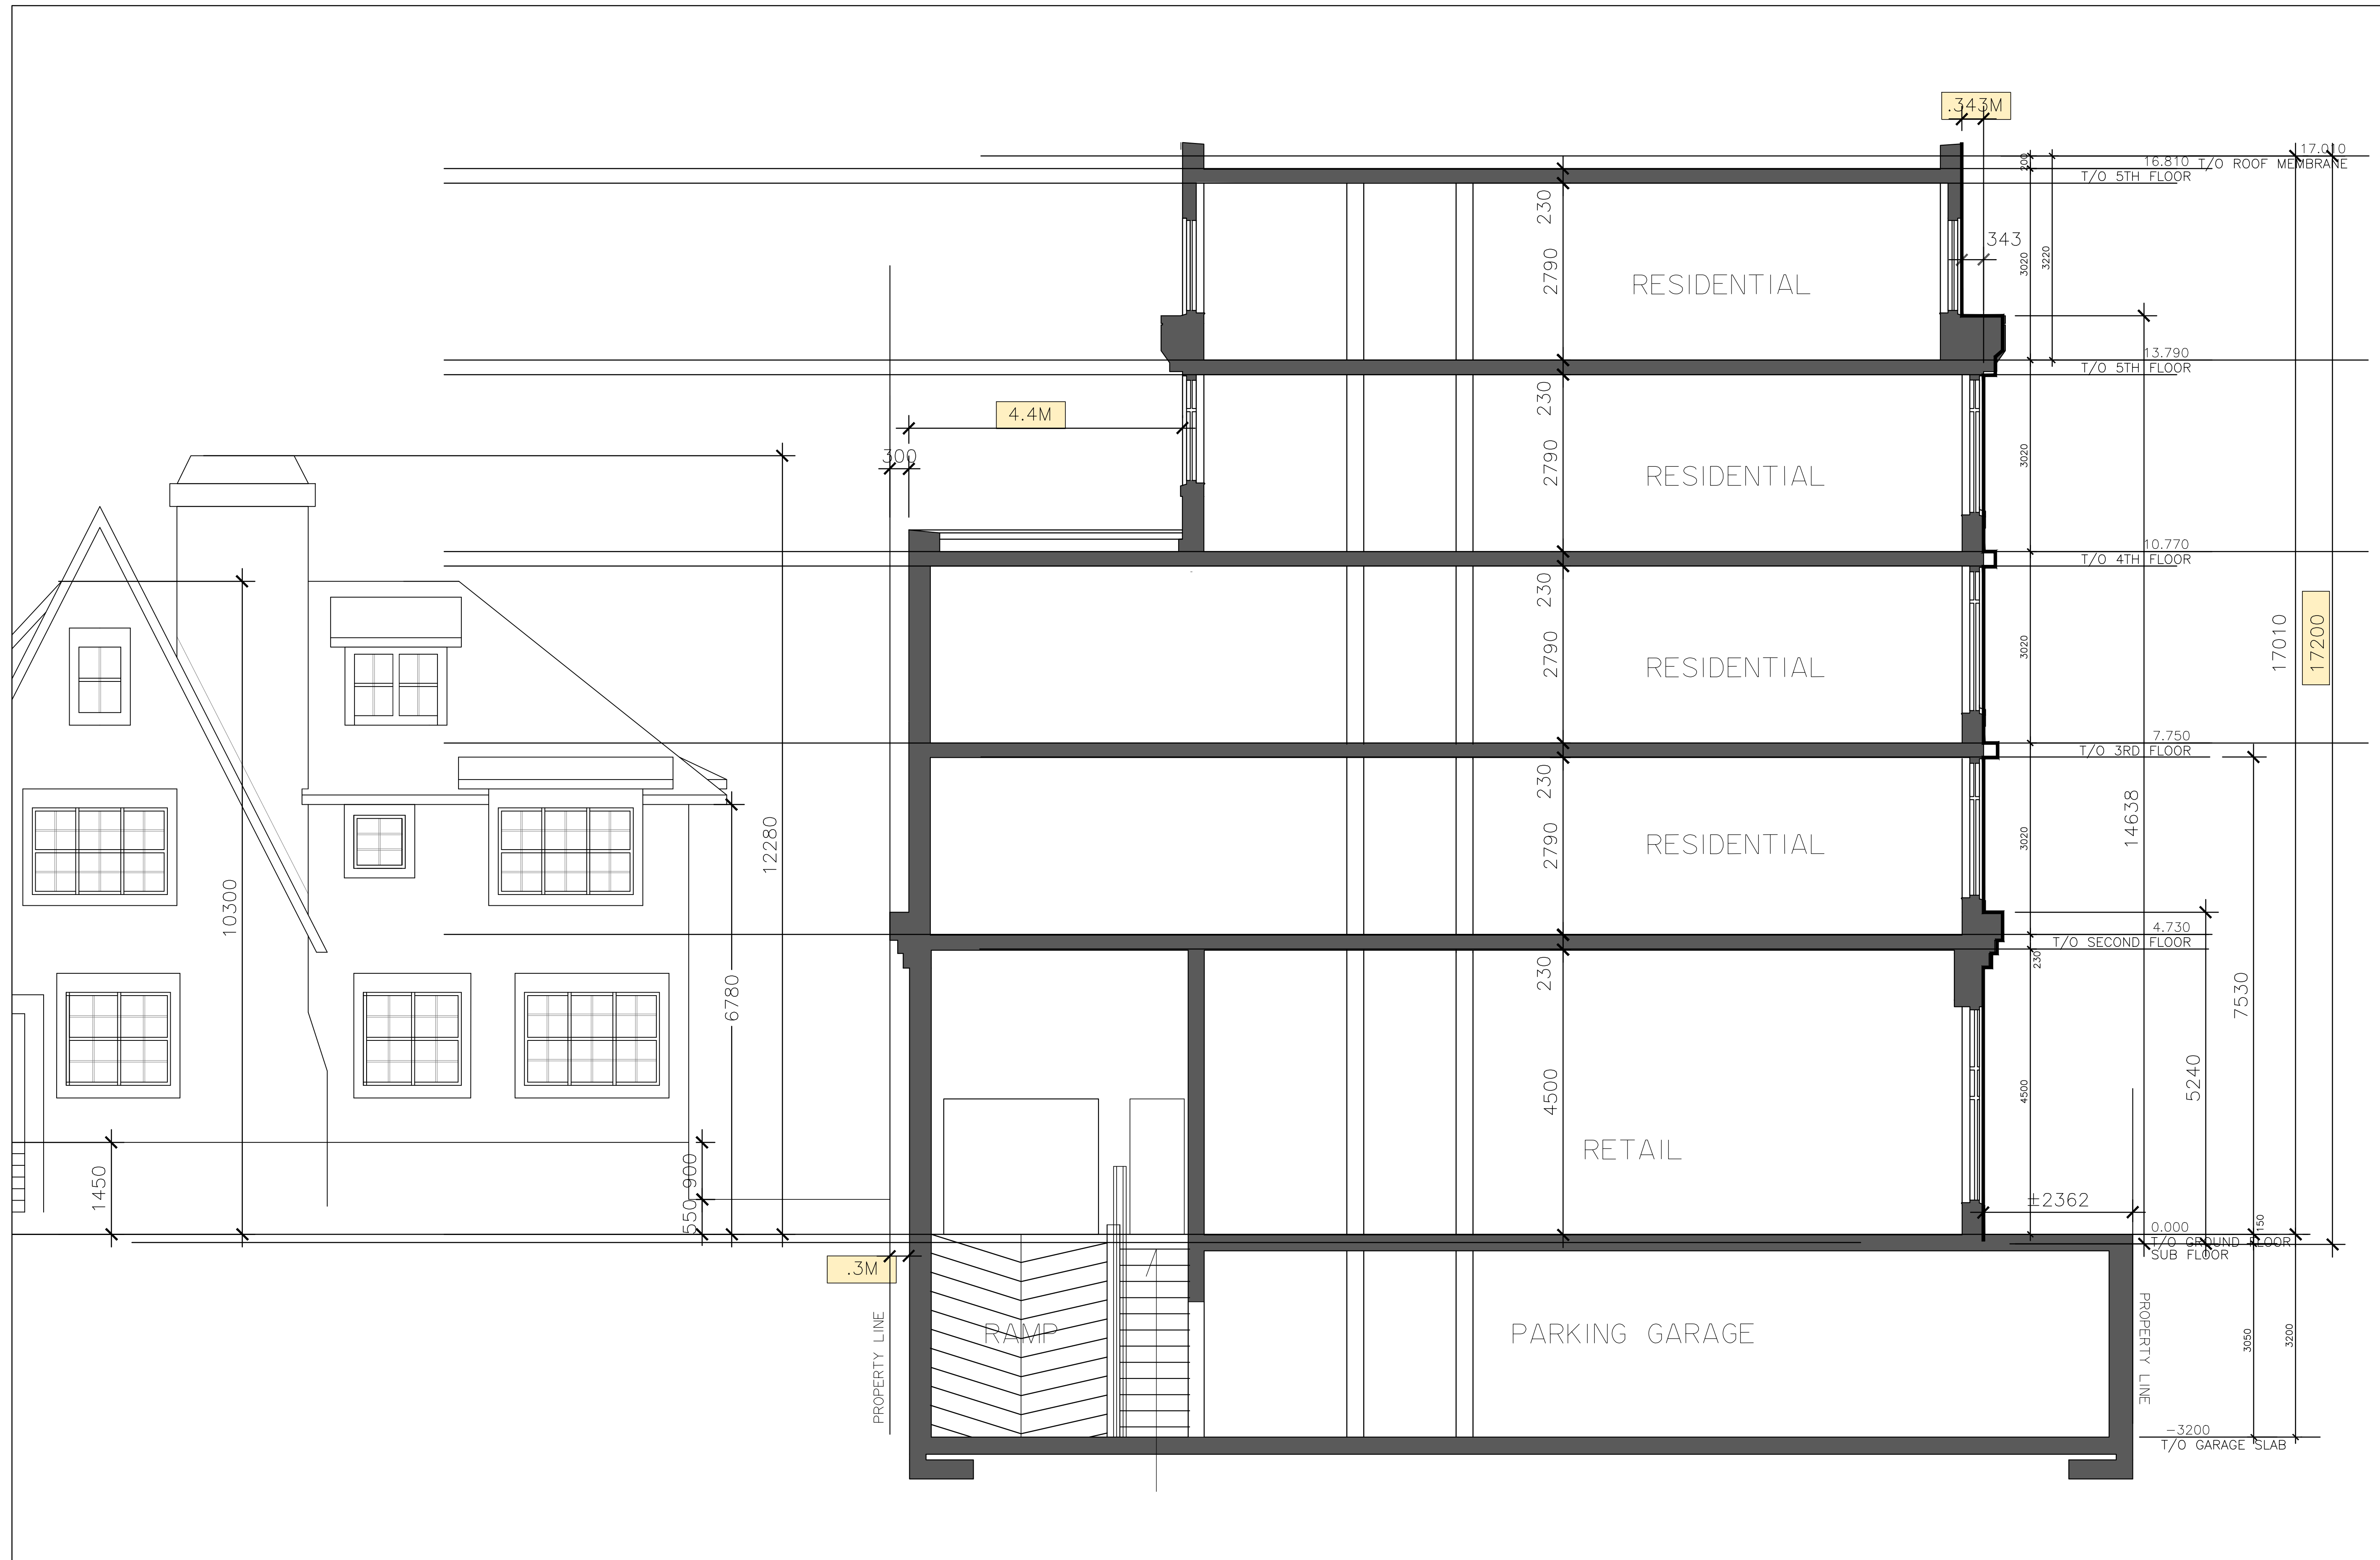 .343M
17.010
16.810 T/O ROOF MEMBRANE
200
T/O 5TH FLOOR
230
343
2790
3020
3220
RESIDENTIAL
13.790
T/O 5TH FLOOR
230
4.4M
300
2790
3020
RESIDENTIAL
10.770
T/O 4TH FLOOR
230
2790
3020
RESIDENTIAL
17010
17200
7.750
T/O 3RD FLOOR
230
2790
3020
RESIDENTIAL
14638
12280
10300
4.730
T/O SECOND FLOOR
230
230
6780
7530
5240
4500
4500
RETAIL
1450
900
550
±2362
150
0.000
T/O GROUND FLOOR
SUB FLOOR
.3M
PROPERTY LINE
RAMP
PARKING GARAGE
PROPERTY LINE
3050
3200
-3200
T/O GARAGE SLAB